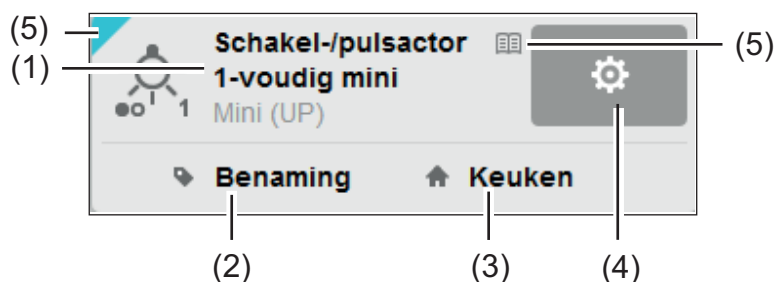 (5)
(1)
Schakel-/pulsactor
1-voudig mini
Mini (UP)
1
(5)
Benaming
Keuken
(2)
(3)
(4)